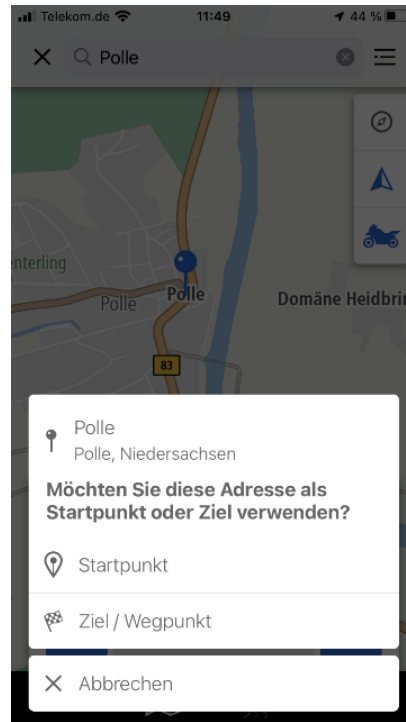 Telekom.de 11:49 44 %
Polle
enterling
Polle
Polle
Domäne Heidbrin
83
Polle
Polle, Niedersachsen
Möchten Sie diese Adresse als
Startpunkt oder Ziel verwenden?
Startpunkt
Ziel / Wegpunkt
Abbrechen